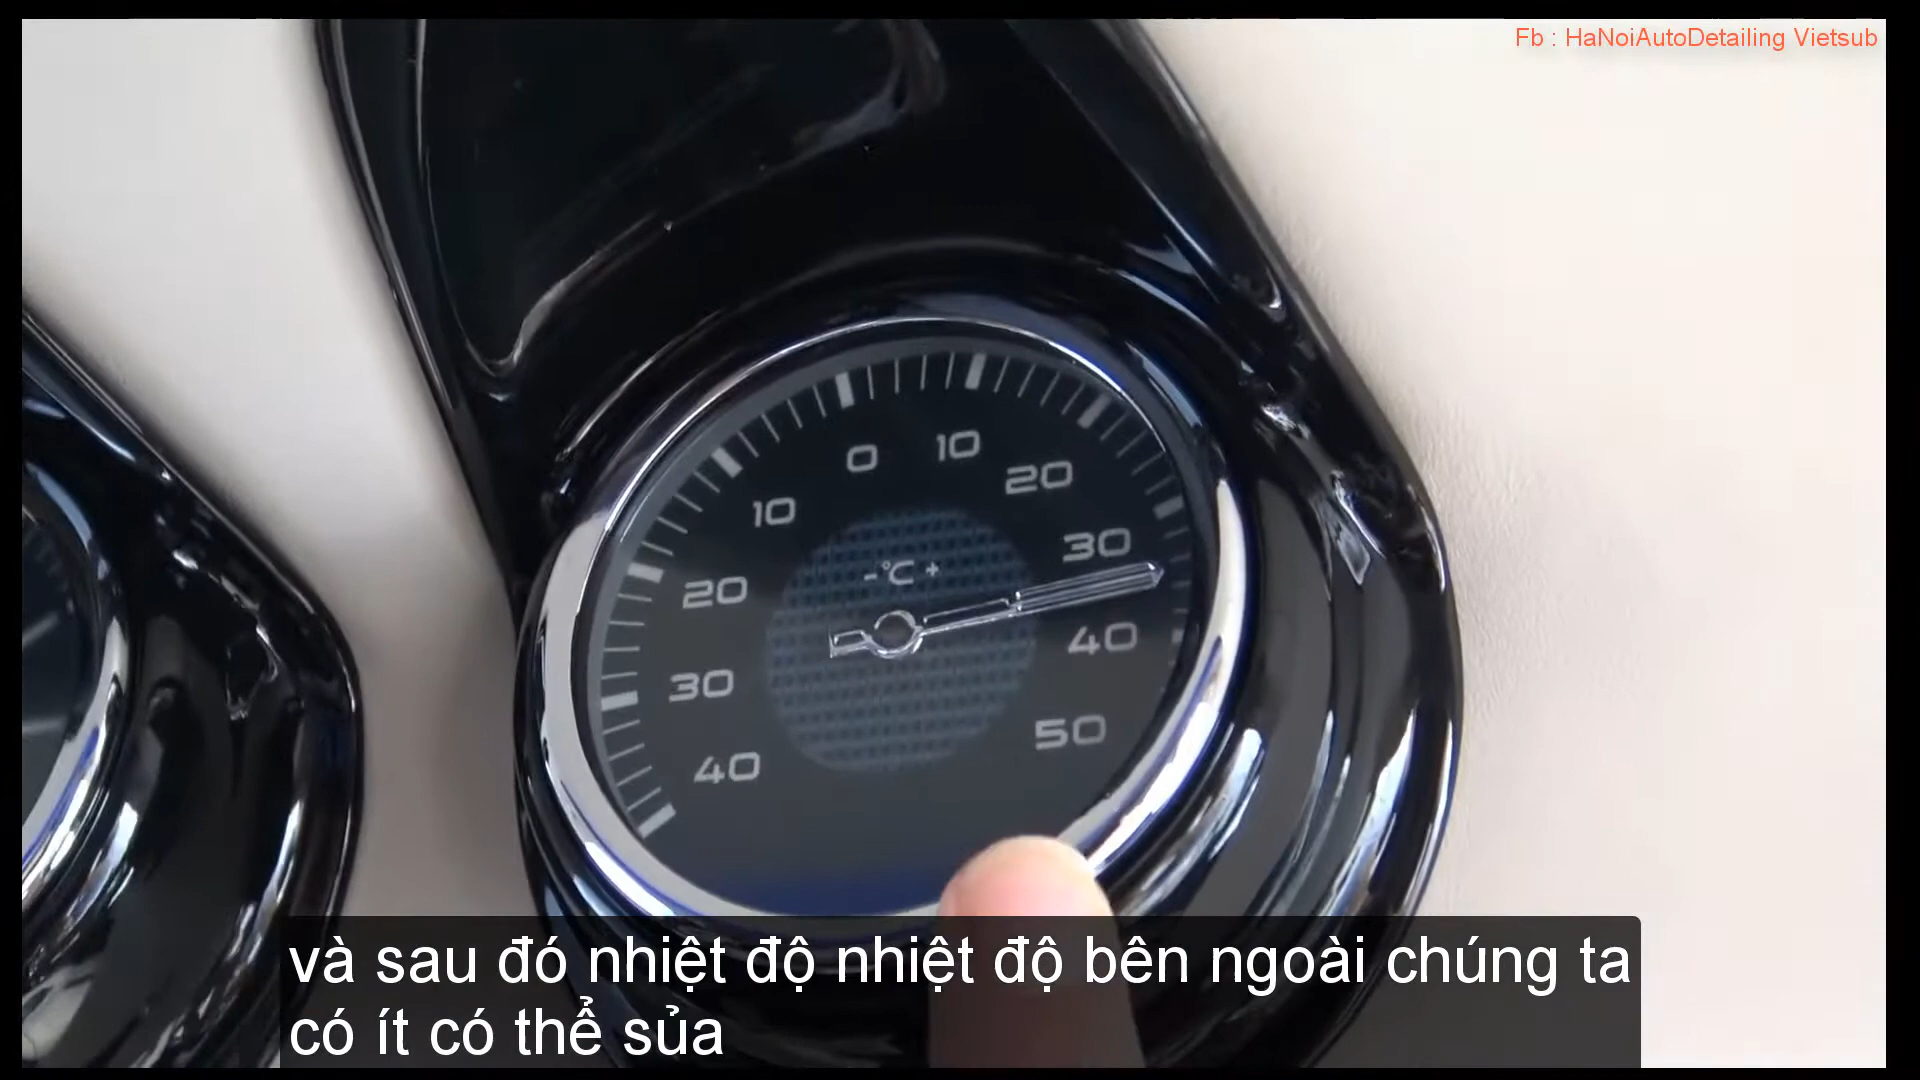 Fb : HaNoiAutoDetailing Vietsub
0
10
10
20
20
30
-°C +
30
40
40
50
và sau đó nhiệt độ nhiệt độ bên ngoài chúng ta
có ít có thể sủa